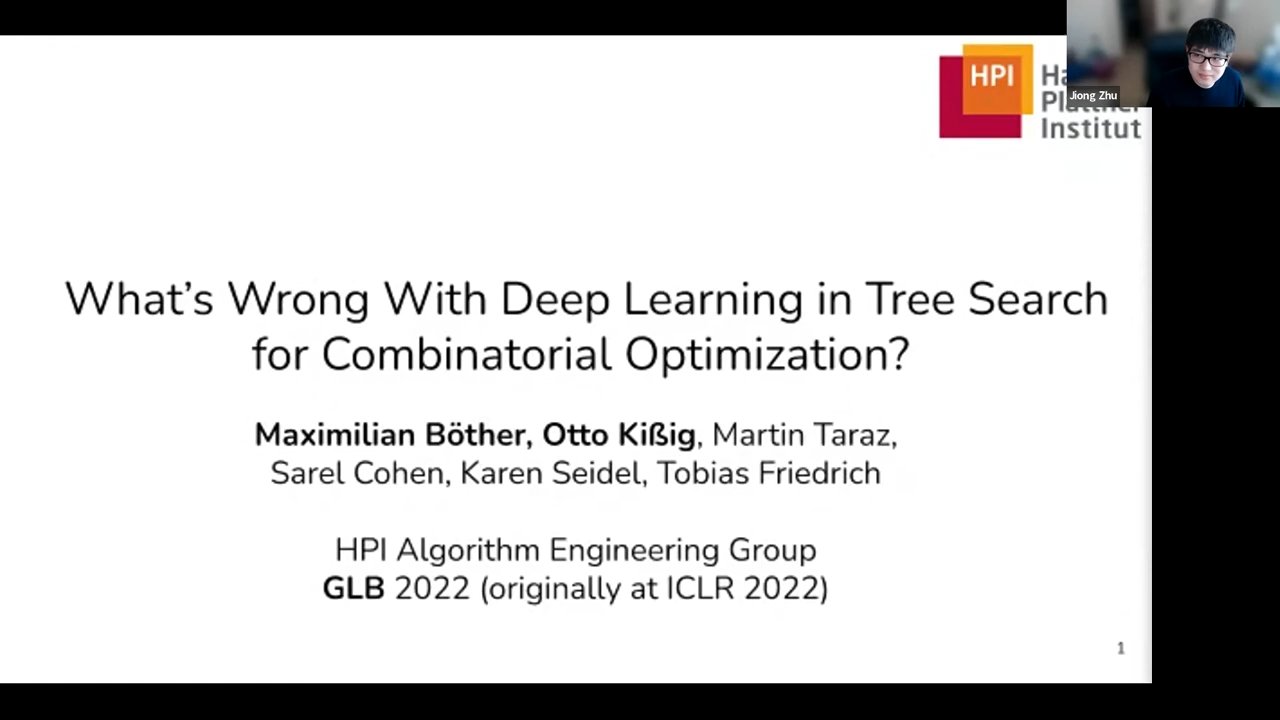 HPI
Ha
Plattner
Institut
Jiong Zhu
What's Wrong With Deep Learning in Tree Search
for Combinatorial Optimization?
Maximilian Böther, Otto Kißig, Martin Taraz,
Sarel Cohen, Karen Seidel, Tobias Friedrich
HPI Algorithm Engineering Group
GLB 2022 (originally at ICLR 2022)
1